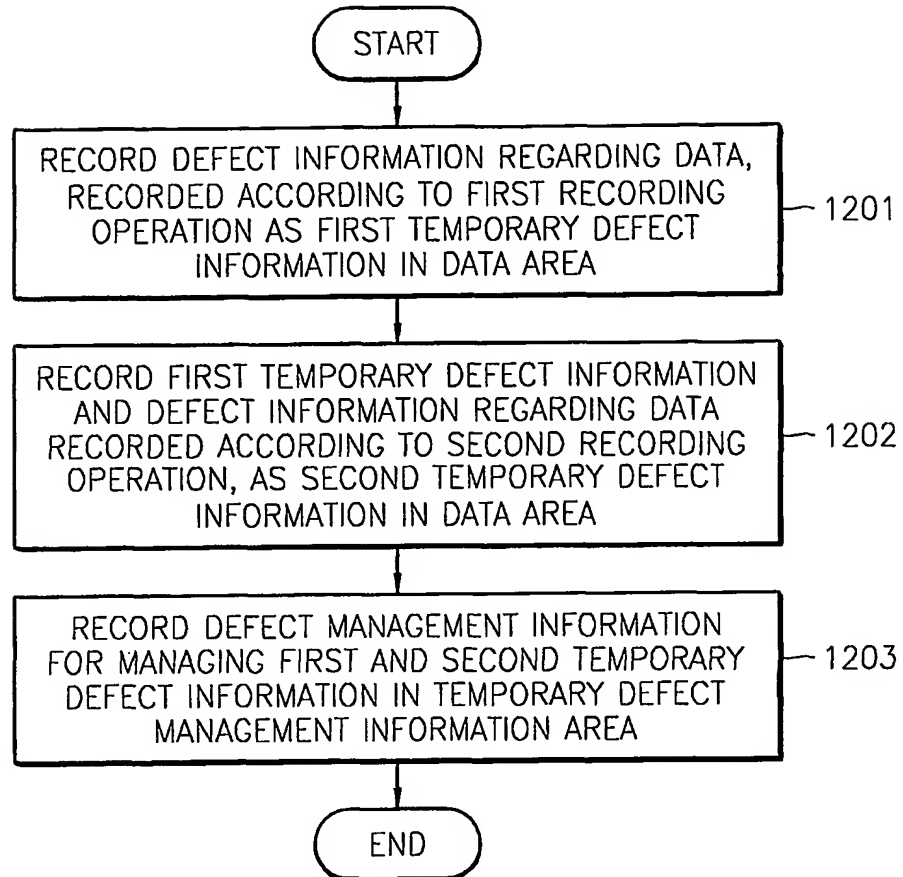 START
RECORD DEFECT INFORMATION REGARDING DATA,
RECORDED ACCORDING TO FIRST RECORDING
OPERATION AS FIRST TEMPORARY DEFECT
INFORMATION IN DATA AREA
1201
RECORD FIRST TEMPORARY DEFECT INFORMATION
AND DEFECT INFORMATION REGARDING DATA
RECORDED ACCORDING TO SECOND RECORDING
OPERATION, AS SECOND TEMPORARY DEFECT
INFORMATION IN DATA AREA
1202
RECORD DEFECT MANAGEMENT INFORMATION
FOR MANAGING FIRST AND SECOND TEMPORARY
DEFECT INFORMATION IN TEMPORARY DEFECT
MANAGEMENT INFORMATION AREA
1203
END